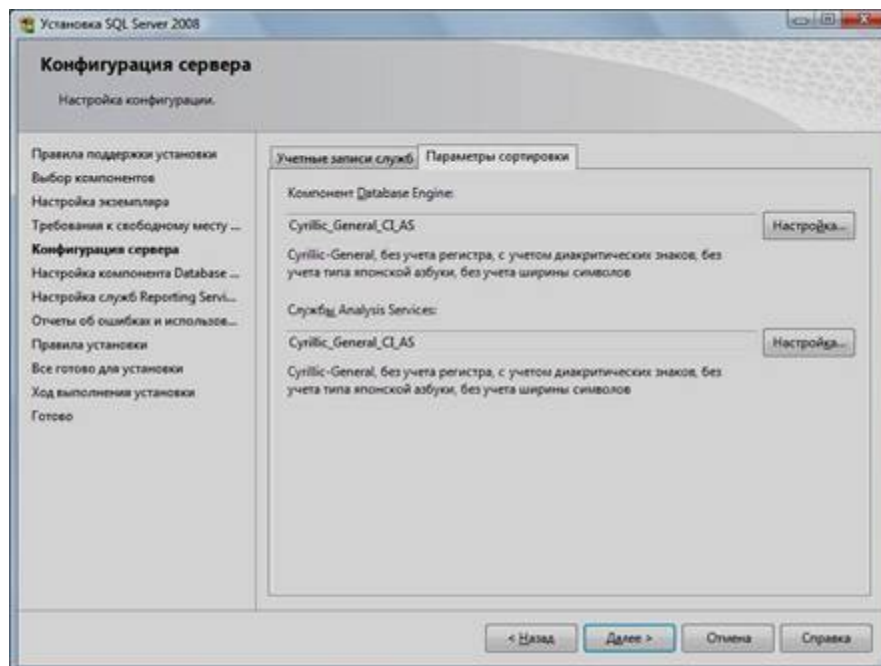 Установка SQL Server 2008
Конфигурация сервера
Настройка конфигурации.
Правила поддержки установки
Выбор компонентов
Настройка экземпляра
Требования к свободному месту ...
Конфигурация сервера
Настройка компонента Database ...
Настройка служб Reporting Servi...
Отчеты об ошибках и использов...
Правила установки
Все готово для установки
Ход выполнения установки
Готово
Учетные записи служб
Параметры сортировки
Компонент Database Engine:
Cyrillic_General_CI_AS
Настройка...
Cyrillic-General, без учета регистра, с учетом диакритических знаков, без
учета типа японской азбуки, без учета ширины символов
Службы Analysis Services:
Cyrillic_General_CI_AS
Настройка...
Cyrillic-General, без учета регистра, с учетом диакритических знаков, без
учета типа японской азбуки, без учета ширины символов
< Назад
Далее >
Отмена
Справка